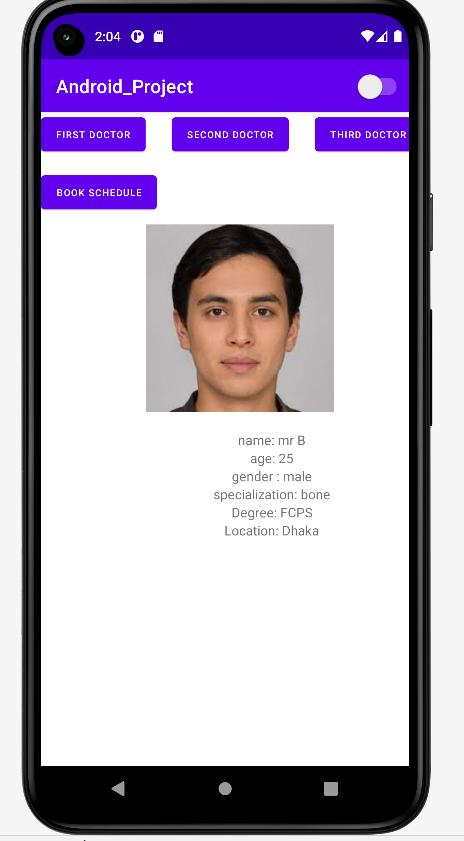 2:04
Android_Project
FIRST DOCTOR
SECOND DOCTOR
THIRD DOCTOR
BOOK SCHEDULE
name: mr B
age: 25
gender : male
specialization: bone
Degree: FCPS
Location: Dhaka